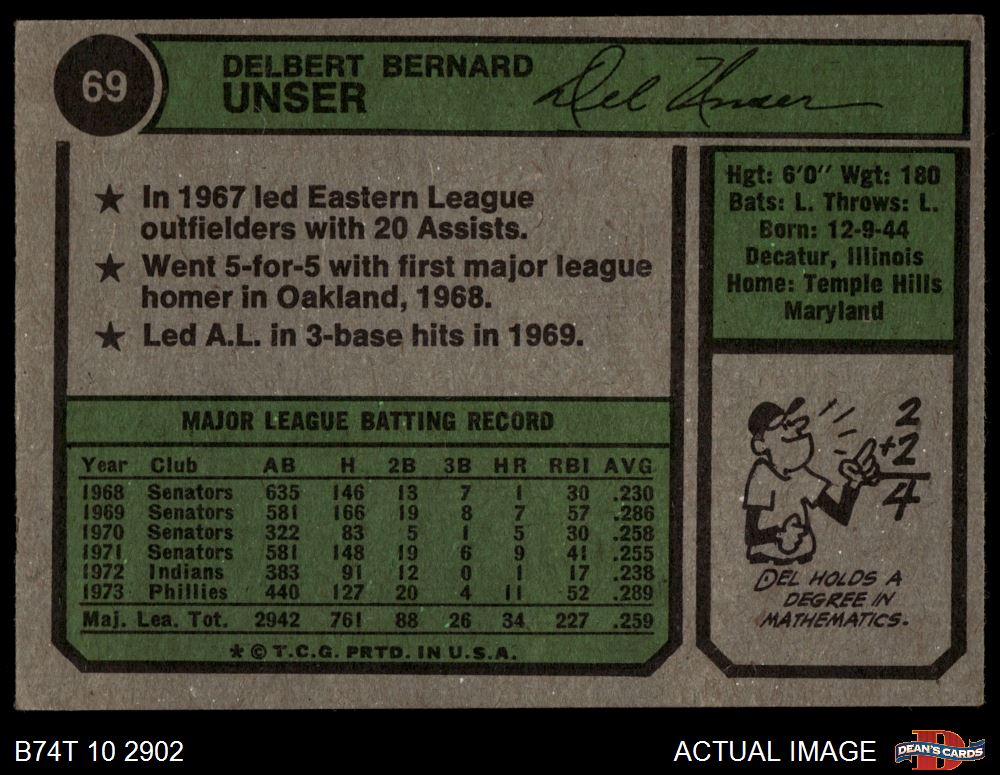 69
DELBERT BERNARD
UNSER
Del Unser
★ In 1967 led Eastern League
outfielders with 20 Assists.
★ Went 5-for-5 with first major league
homer in Oakland, 1968.
★ Led A.L. in 3-base hits in 1969.
Hgt: 6'0" Wgt: 180
Bats: L. Throws: L.
Born: 12-9-44
Decatur, Illinois
Home: Temple Hills
Maryland
MAJOR LEAGUE BATTING RECORD
Year Club AB H 2B 3B HR RBI AVG
1968 Senators 635 146 13 7 1 30 .230
1969 Senators 581 166 19 8 7 57 .286
1970 Senators 322 83 5 1 5 30 .258
1971 Senators 581 148 19 6 9 41 .255
1972 Indians 383 91 12 0 1 17 .238
1973 Phillies 440 127 20 4 11 52 .289
Maj. Lea. Tot. 2942 761 88 26 34 227 .259
* © T.C.G. PRTD. IN U.S.A.
2
+2
4
DEL HOLDS A
DEGREE IN
MATHEMATICS.
B74T 10 2902
ACTUAL IMAGE
D
DEAN'S CARDS